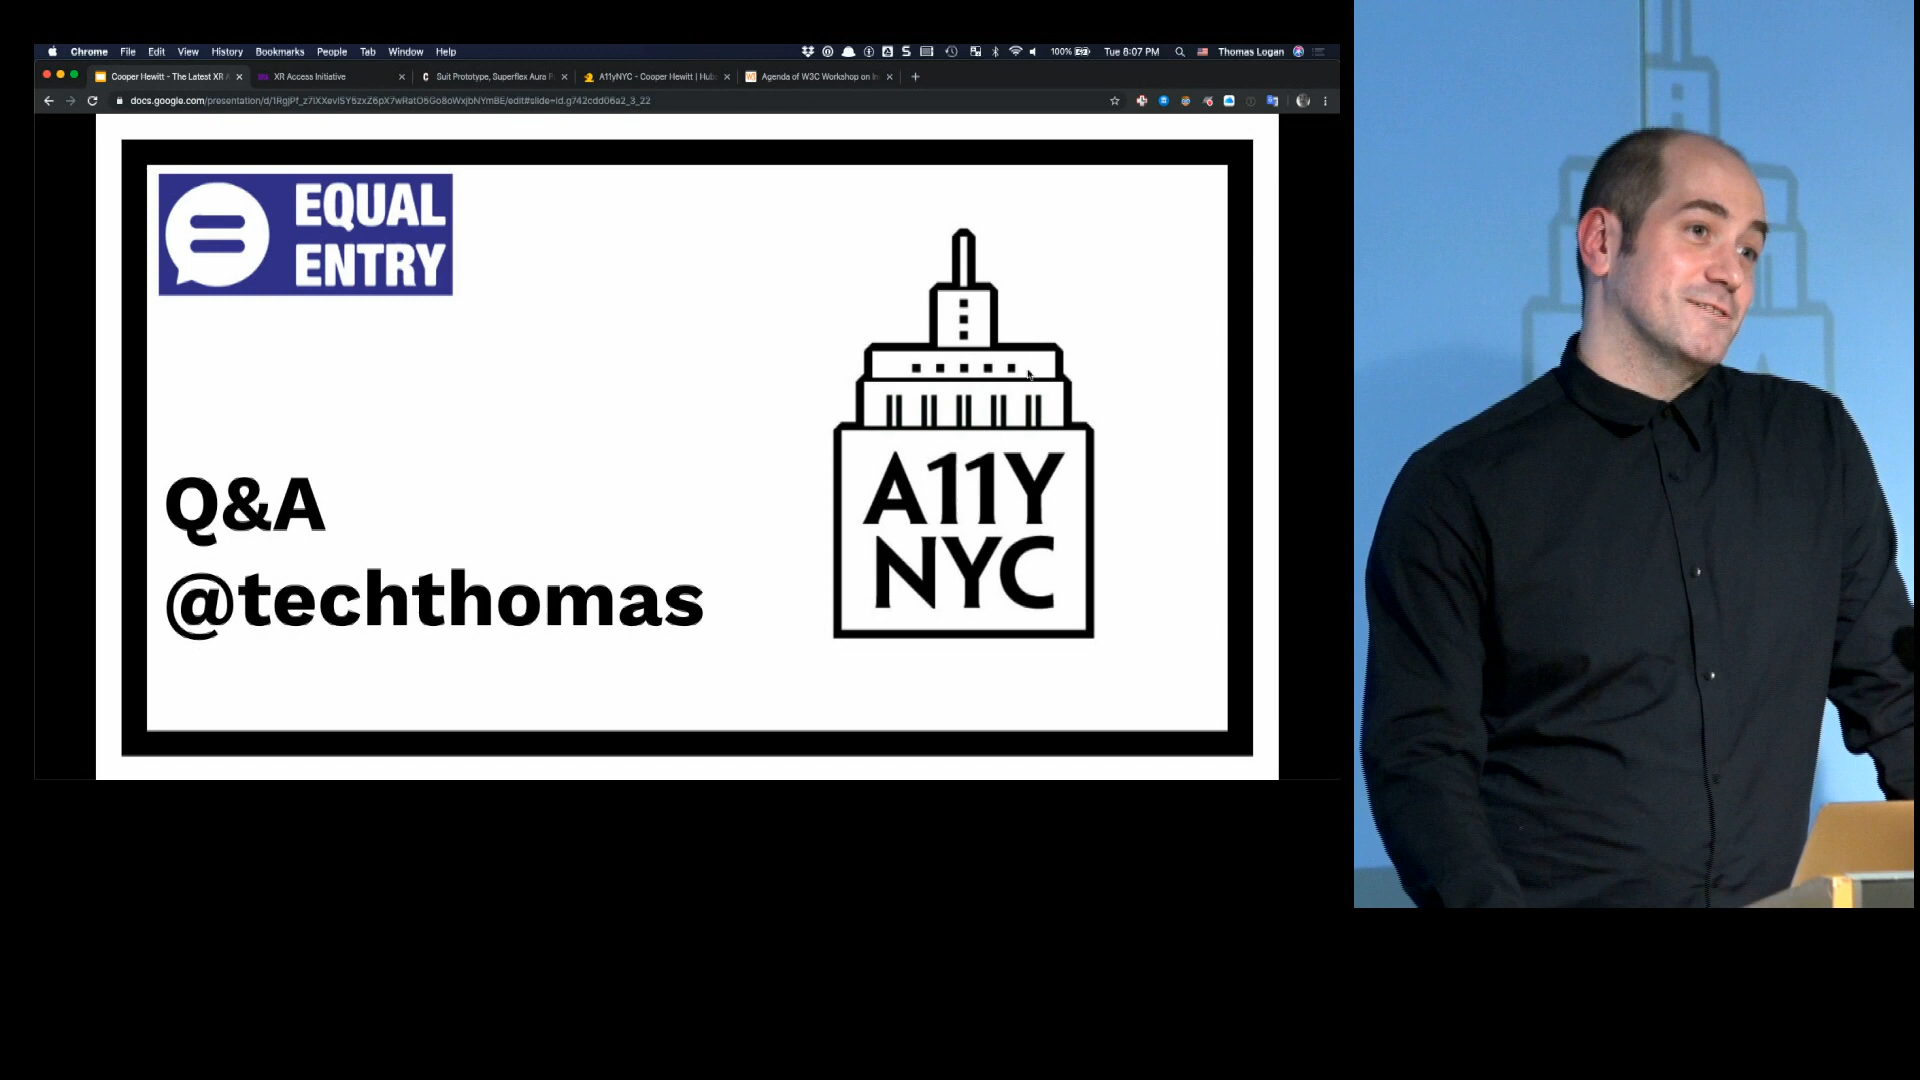 Chrome File Edit View History Bookmarks People Tab Window Help 100% Tue 8:07 PM Thomas Logan
Cooper Hewitt - The Latest XR XR Access Initiative Suit Prototype, Superflex Aura A11yNYC - Cooper Hewitt | Hub Agenda of W3C Workshop on
docs.google.com/presentation/d/
EQUAL
ENTRY
A11Y
NYC
Q&A
@techthomas